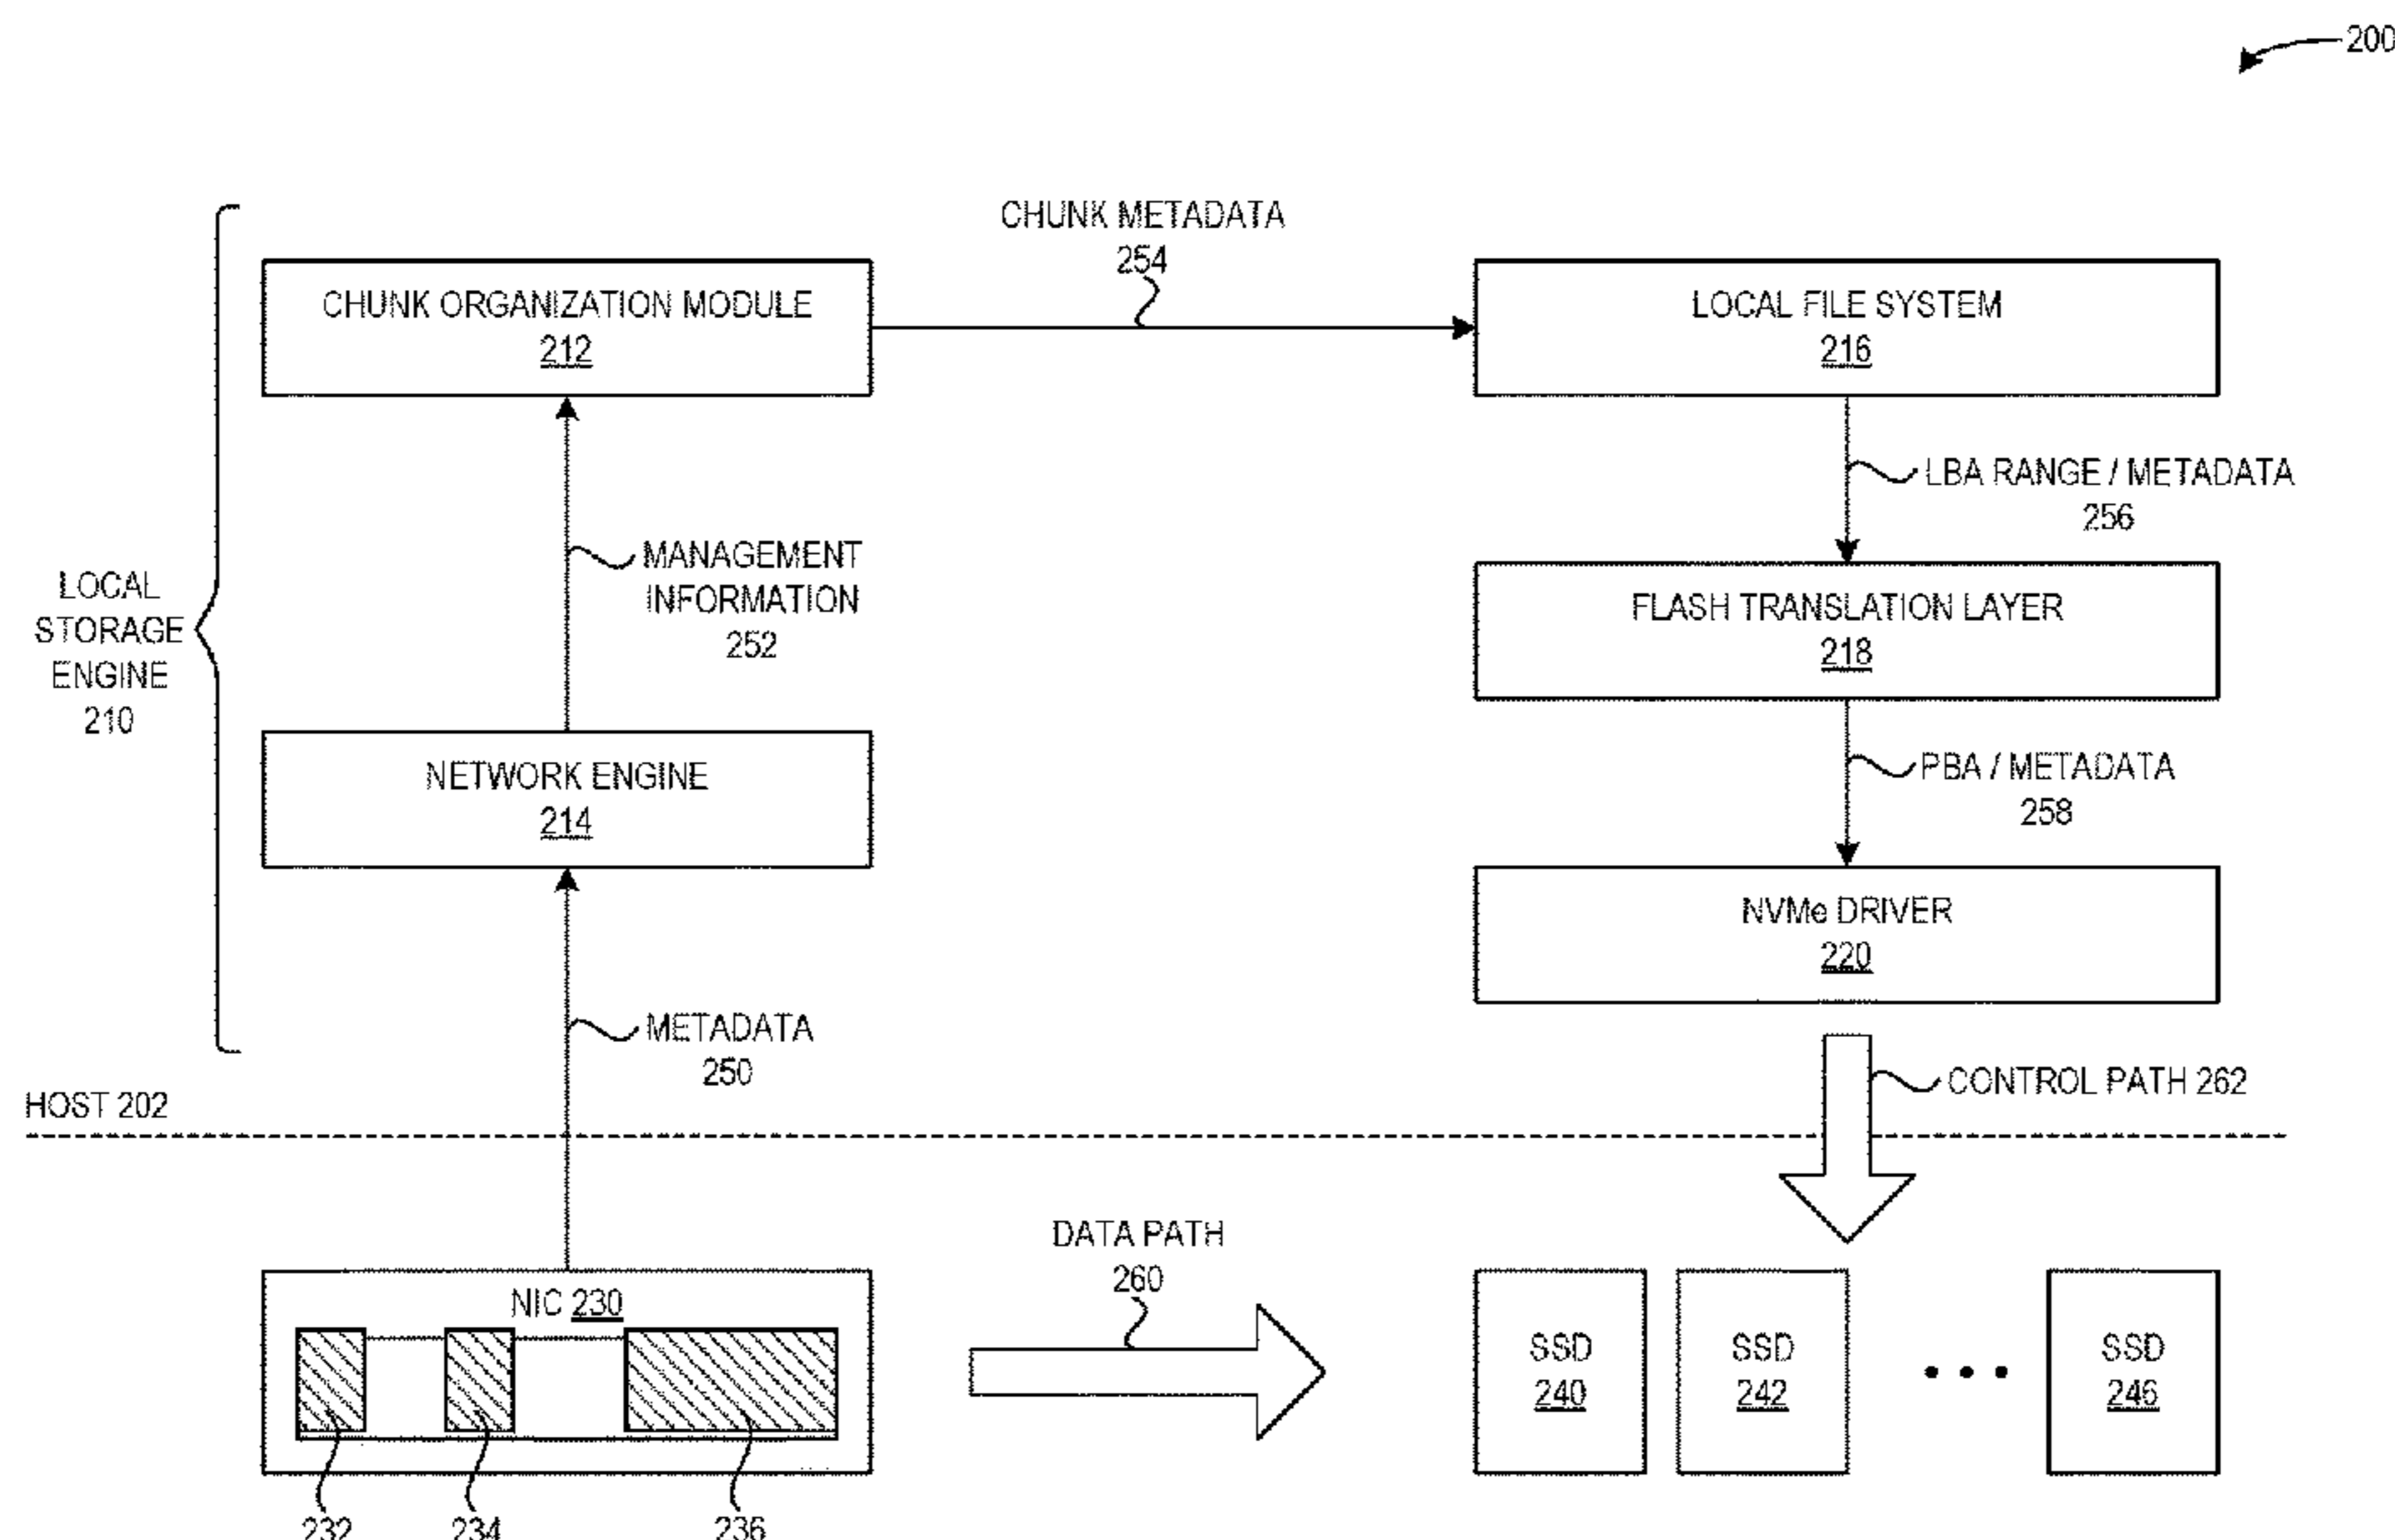 200
CHUNK METADATA
254
CHUNK ORGANIZATION MODULE
212
LOCAL FILE SYSTEM
216
LBA RANGE / METADATA
256
MANAGEMENT
INFORMATION
252
LOCAL
STORAGE
ENGINE
210
FLASH TRANSLATION LAYER
218
NETWORK ENGINE
214
PBA / METADATA
258
NVMe DRIVER
220
METADATA
250
CONTROL PATH 262
HOST 202
DATA PATH
260
NIC 230
SSD
240
SSD
242
SSD
246
232
234
236